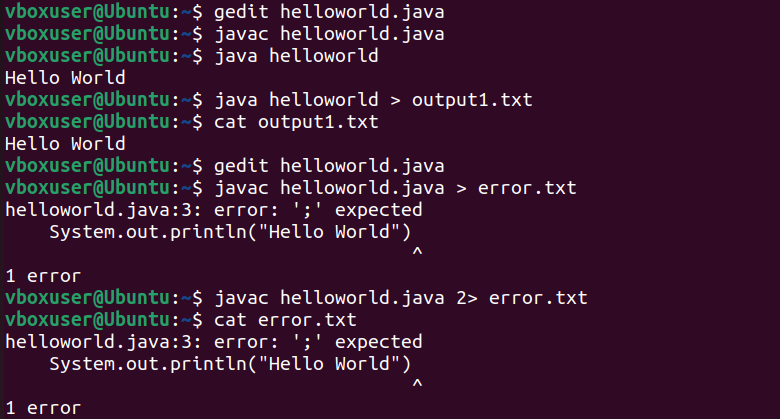 vboxuser@Ubuntu:~$ gedit helloworld.java
vboxuser@Ubuntu:~$ javac helloworld.java
vboxuser@Ubuntu:~$ java helloworld
Hello World
vboxuser@Ubuntu:~$ java helloworld > output1.txt
vboxuser@Ubuntu:~$ cat output1.txt
Hello World
vboxuser@Ubuntu:~$ gedit helloworld.java
vboxuser@Ubuntu:~$ javac helloworld.java > error.txt
helloworld.java:3: error: ';' expected
    System.out.println("Hello World")
                                     ^
1 error
vboxuser@Ubuntu:~$ javac helloworld.java 2> error.txt
vboxuser@Ubuntu:~$ cat error.txt
helloworld.java:3: error: ';' expected
    System.out.println("Hello World")
                                     ^
1 error